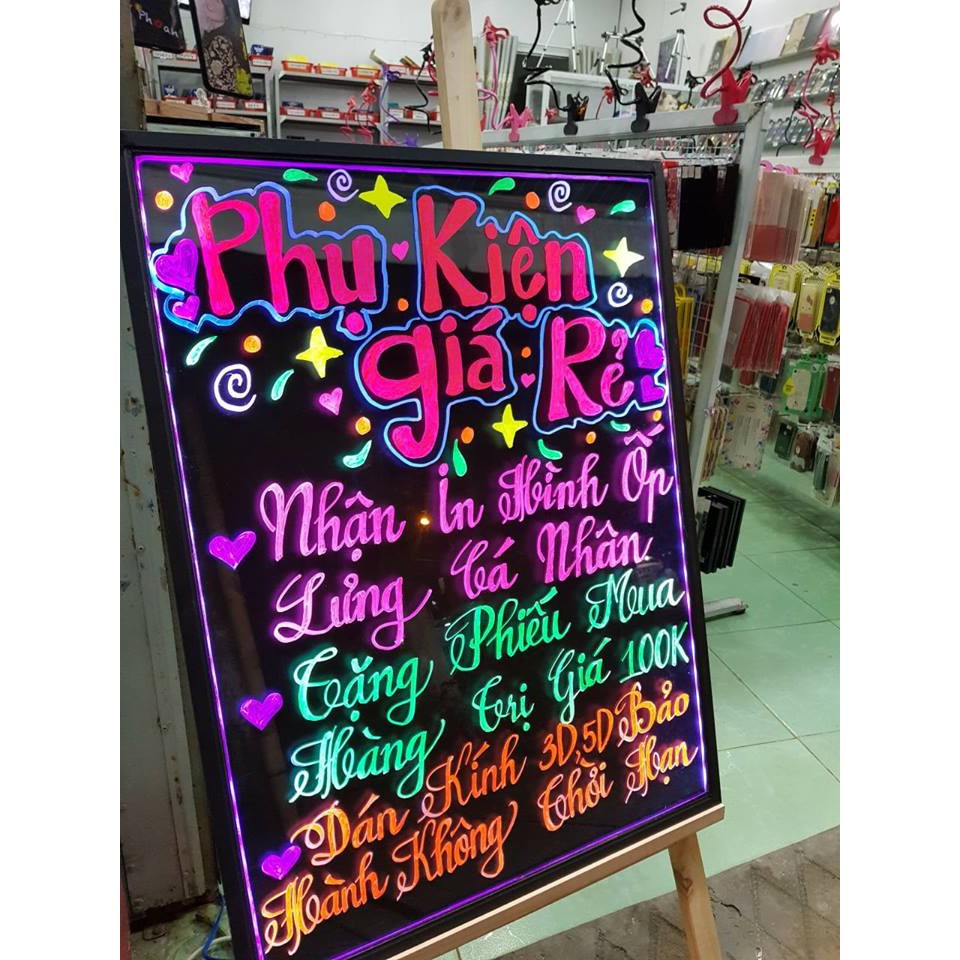 Phụ Kiện
giá Rẻ
Nhận in Hình Ốp
Lưng Cá Nhân
Tặng Phiếu Mua
Hàng Trị Giá 100K
Dán Kính 3D,5D Bảo
Hành Không Thời Hạn